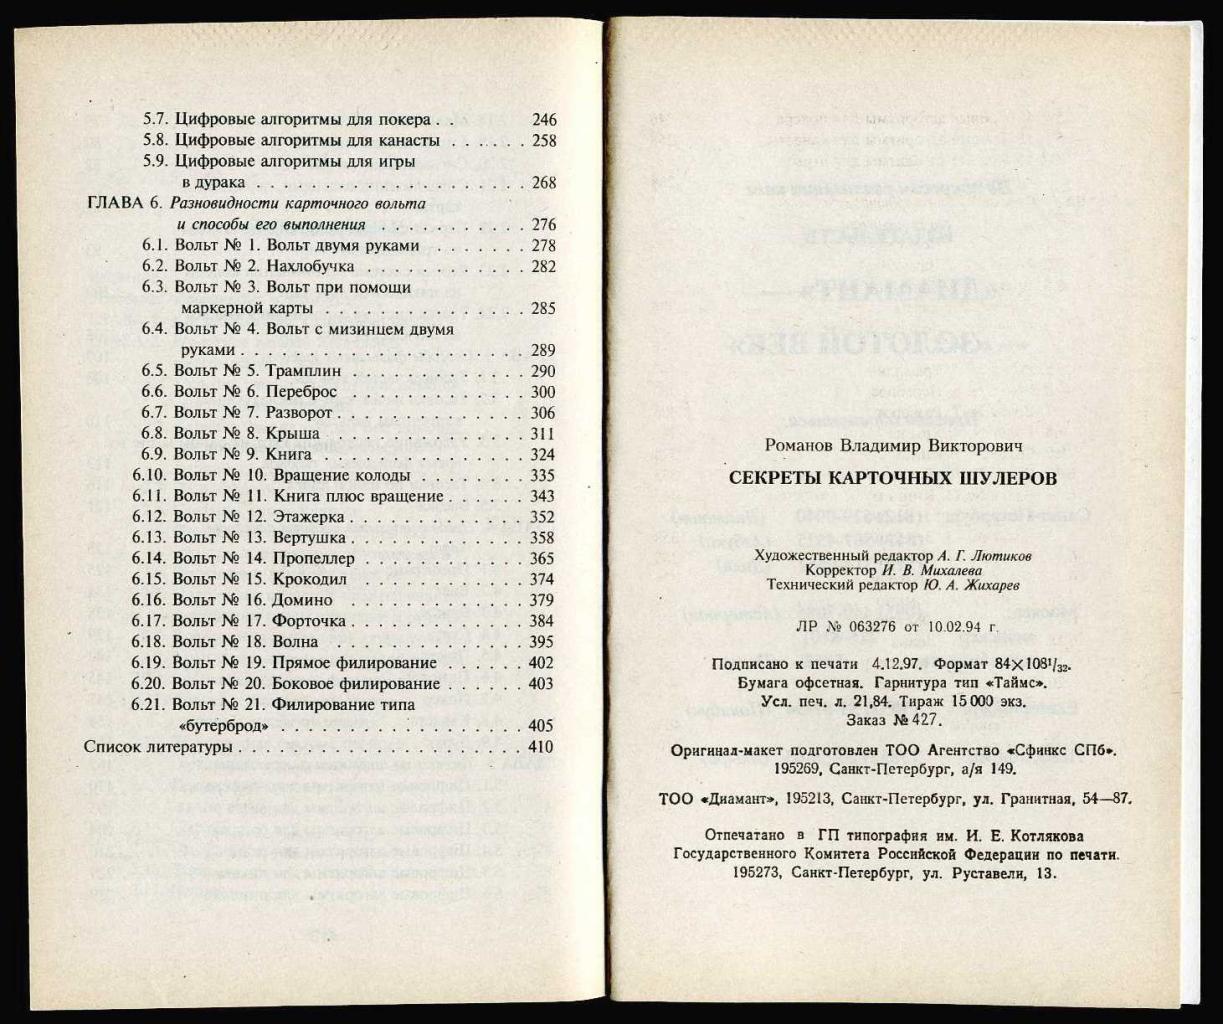 5.7. Цифровые алгоритмы для покера . . 246
5.8. Цифровые алгоритмы для канасты . . . . . . 258
5.9. Цифровые алгоритмы для игры
в дурака . . . . . . . . . . . . . . . . . . . . 268
ГЛАВА 6. Разновидности карточного вольта
и способы его выполнения . . . . . . . . . . . 276
6.1. Вольт № 1. Вольт двумя руками . . . . . . . 278
6.2. Вольт № 2. Нахлобучка . . . . . . . . . . . . 282
6.3. Вольт № 3. Вольт при помощи
маркерной карты . . . . . . . . . . . . . . 285
6.4. Вольт № 4. Вольт с мизинцем двумя
руками . . . . . . . . . . . . . . . . . . . . 289
6.5. Вольт № 5. Трамплин . . . . . . . . . . . . 290
6.6. Вольт № 6. Переброс . . . . . . . . . . . . 300
6.7. Вольт № 7. Разворот . . . . . . . . . . . . . 306
6.8. Вольт № 8. Крыша . . . . . . . . . . . . . 311
6.9. Вольт № 9. Книга . . . . . . . . . . . . . . 324
6.10. Вольт № 10. Вращение колоды . . . . . . . . 335
6.11. Вольт № 11. Книга плюс вращение . . . . . 343
6.12. Вольт № 12. Этажерка . . . . . . . . . . . . 352
6.13. Вольт № 13. Вертушка . . . . . . . . . . . . 358
6.14. Вольт № 14. Пропеллер . . . . . . . . . . . 365
6.15. Вольт № 15. Крокодил . . . . . . . . . . . 374
6.16. Вольт № 16. Домино . . . . . . . . . . . . 379
6.17. Вольт № 17. Форточка . . . . . . . . . . . . 384
6.18. Вольт № 18. Волна . . . . . . . . . . . . . 395
6.19. Вольт № 19. Прямое филирование . . . . . 402
6.20. Вольт № 20. Боковое филирование . . . . . 403
6.21. Вольт № 21. Филирование типа
«бутерброд» . . . . . . . . . . . . . . . . . 405
Список литературы . . . . . . . . . . . . . . . . . . . 410
Романов Владимир Викторович
СЕКРЕТЫ КАРТОЧНЫХ ШУЛЕРОВ
Художественный редактор А. Г. Лютиков
Корректор И. В. Михалева
Технический редактор Ю. А. Жихарев
ЛР № 063276 от 10.02.94 г.
Подписано к печати 4.12.97. Формат 84×108¹/₃₂.
Бумага офсетная. Гарнитура тип «Таймс».
Усл. печ. л. 21,84. Тираж 15 000 экз.
Заказ № 427.
Оригинал-макет подготовлен ТОО Агентство «Сфинкс СПб».
195269, Санкт-Петербург, а/я 149.
ТОО «Диамант», 195213, Санкт-Петербург, ул. Гранитная, 54—87.
Отпечатано в ГП типография им. И. Е. Котлякова
Государственного Комитета Российской Федерации по печати.
195273, Санкт-Петербург, ул. Руставели, 13.